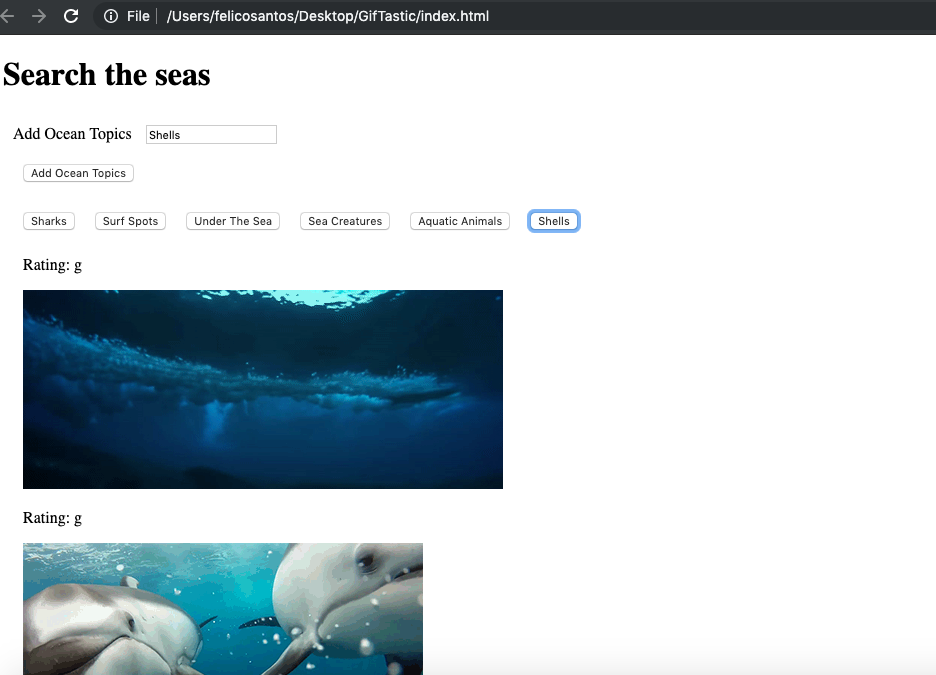 File /Users/felicosantos/Desktop/GifTastic/index.html
Search the seas
Add Ocean Topics Shells
Add Ocean Topics
Sharks Surf Spots Under The Sea Sea Creatures Aquatic Animals Shells
Rating: g
Rating: g